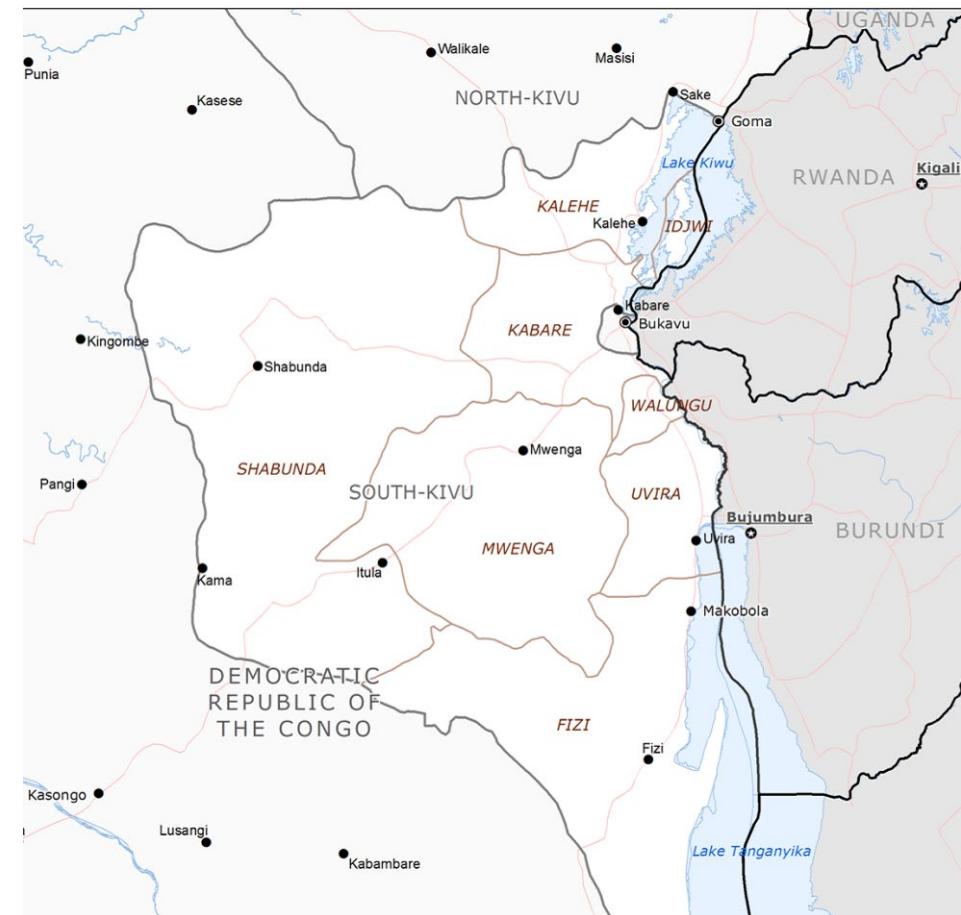 UGANDA
Walikale
Masisi
Punia
Kasese
NORTH-KIVU
Sake
Goma
Lake Kiwu
Kigali
RWANDA
KALEHE
Kalehe
IDJWI
Kabare
Bukavu
KABARE
Kingombe
Shabunda
WALUNGU
Mwenga
SHABUNDA
Pangi
SOUTH-KIVU
UVIRA
Bujumbura
BURUNDI
Uvira
MWENGA
Itula
Kama
Makobola
DEMOCRATIC
REPUBLIC OF
THE CONGO
FIZI
Fizi
Kasongo
Lusangi
Kabambare
Lake Tanganyika